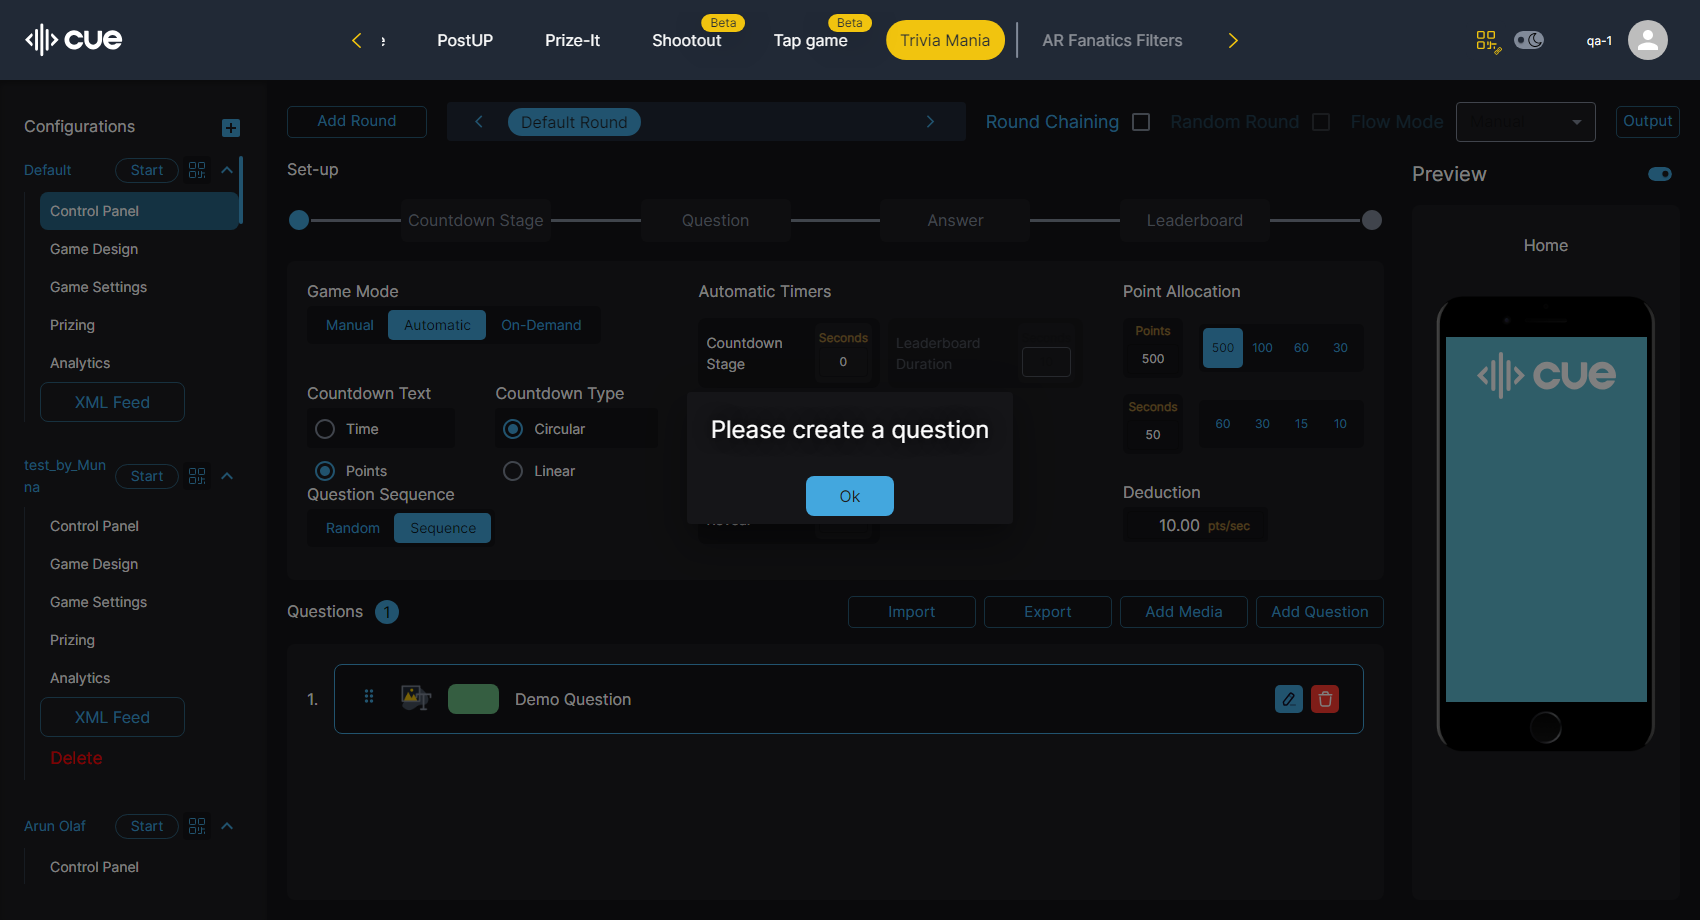 cue
PostUP
Prize-It
Beta
Shootout
Beta
Tap game
Trivia Mania
AR Fanatics Filters
qa-1
Configurations
Default
Start
Control Panel
Game Design
Game Settings
Prizing
Analytics
XML Feed
test_by_Mun
na
Start
Control Panel
Game Design
Game Settings
Prizing
Analytics
XML Feed
Delete
Arun Olaf
Start
Control Panel
Add Round
Default Round
Round Chaining
Random Round
Flow Mode
Manual
Output
Set-up
Countdown Stage
Question
Answer
Leaderboard
Game Mode
Manual
Automatic
On-Demand
Countdown Text
Time
Points
Countdown Type
Circular
Linear
Question Sequence
Random
Sequence
Automatic Timers
Countdown
Stage
Seconds
0
Leaderboard
Duration
Point Allocation
Points
500
500
100
60
30
Seconds
50
60
30
15
10
Deduction
10.00 pts/sec
Please create a question
Ok
Questions
1
Import
Export
Add Media
Add Question
1.
Demo Question
Preview
Home
cue